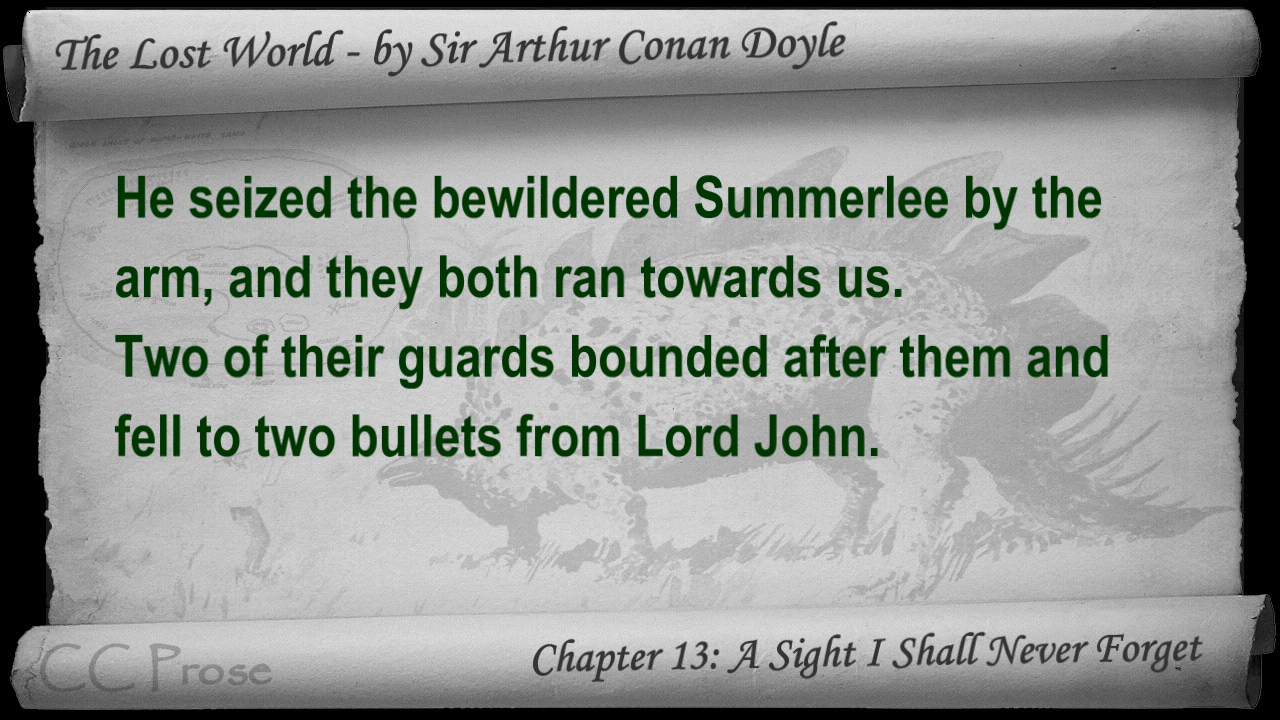 The Lost World - by Sir Arthur Conan Doyle
He seized the bewildered Summerlee by the
arm, and they both ran towards us.
Two of their guards bounded after them and
fell to two bullets from Lord John.
CC Prose
Chapter 13: A Sight I Shall Never Forget